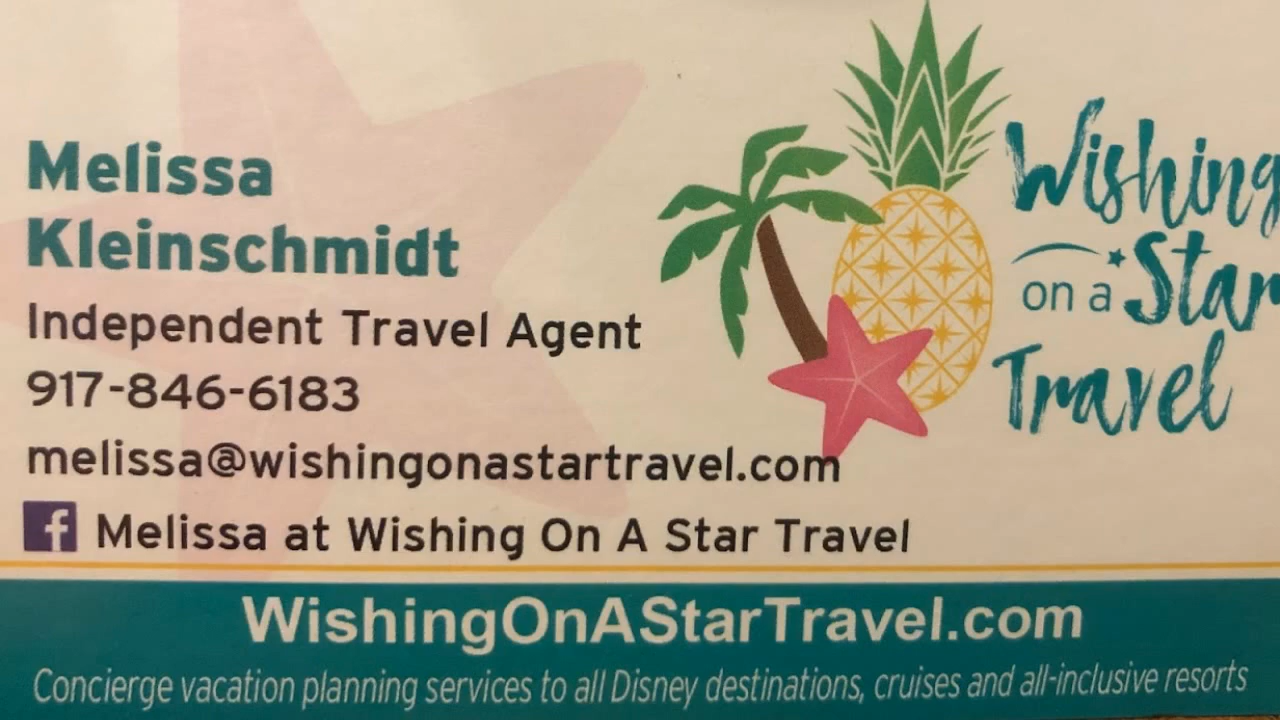 Melissa
Kleinschmidt
Independent Travel Agent
917-846-6183
melissa@wishingonastartravel.com
f Melissa at Wishing On A Star Travel
Wishing
on a Star
Travel
WishingOnAStarTravel.com
Concierge vacation planning services to all Disney destinations, cruises and all-inclusive resorts